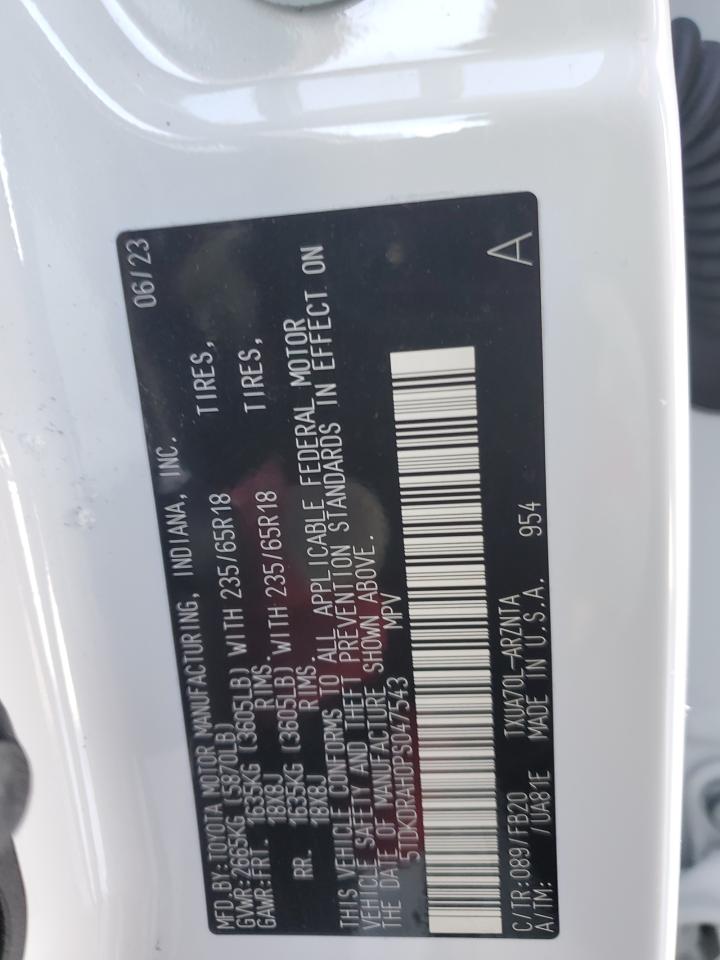 MFD.BY:TOYOTA MOTOR MANUFACTURING, INDIANA, INC. 06/23
GVWR:2665KG (5870LB)
GAWR:FRT. 1635KG (3605LB) WITH 235/65R18 TIRES,
18X8J RIMS.
RR. 1635KG (3605LB) WITH 235/65R18 TIRES,
18X8J RIMS.
THIS VEHICLE CONFORMS TO ALL APPLICABLE FEDERAL MOTOR
VEHICLE SAFETY AND THEFT PREVENTION STANDARDS IN EFFECT ON
THE DATE OF MANUFACTURE SHOWN ABOVE.
5TDKDRAH0PS047543 MPV
C/TR:089/FB20 TXUA70L-ARZNTA 954
A/TM: /UA81E MADE IN U.S.A. A